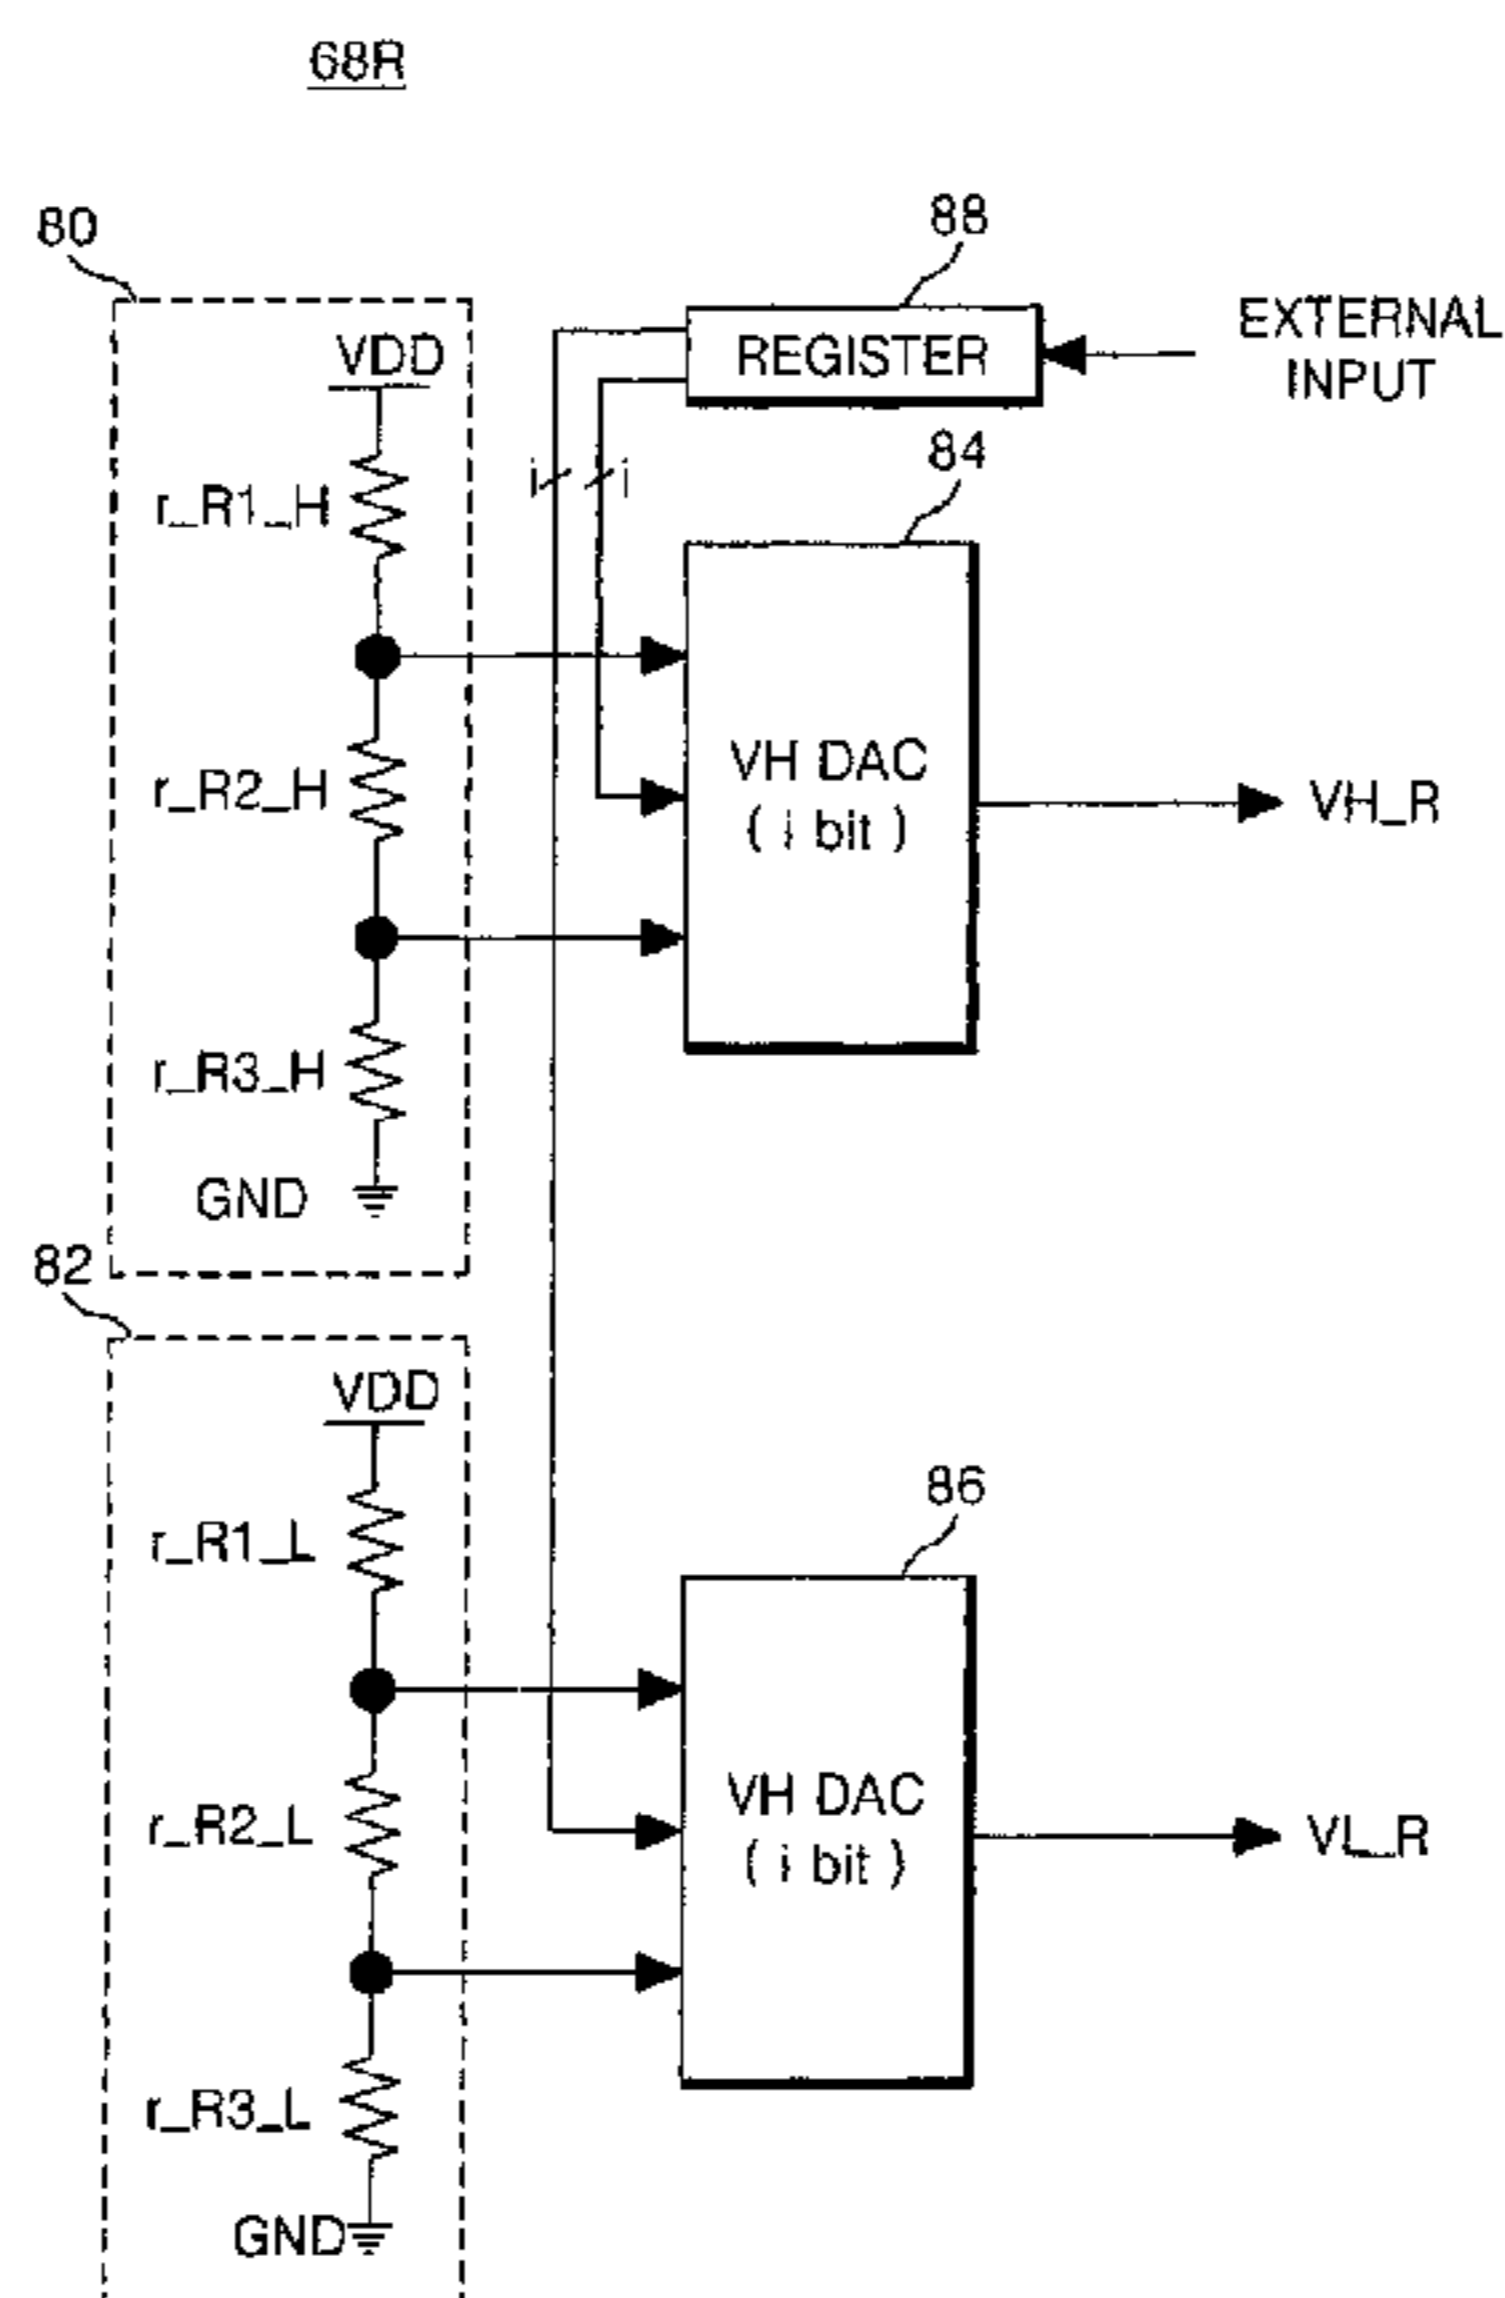 68R
80
88
VDD
REGISTER
EXTERNAL
INPUT
84
r_R1_H
i
i
VH DAC
( i bit )
r_R2_H
VH_R
r_R3_H
GND
82
VDD
86
r_R1_L
VH DAC
( i bit )
r_R2_L
VL_R
r_R3_L
GND